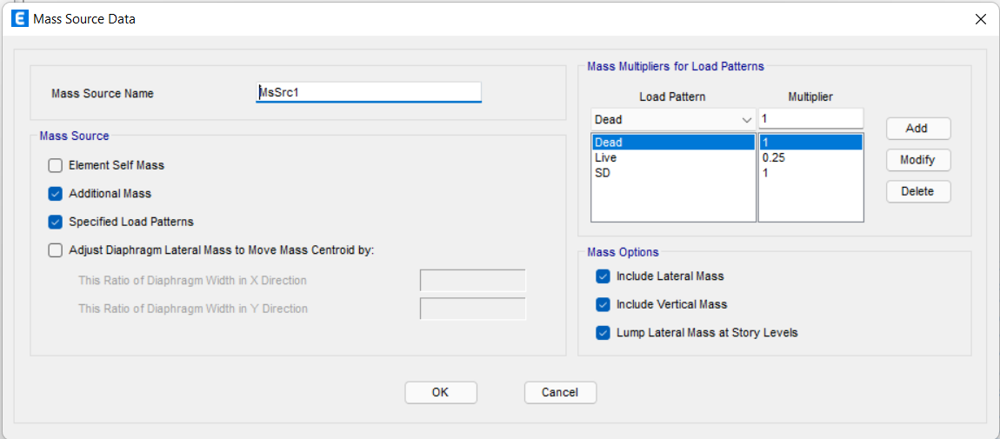 E Mass Source Data
Mass Source Name MsSrc1
Mass Source
Element Self Mass
Additional Mass
Specified Load Patterns
Adjust Diaphragm Lateral Mass to Move Mass Centroid by:
This Ratio of Diaphragm Width in X Direction
This Ratio of Diaphragm Width in Y Direction
Mass Multipliers for Load Patterns
Load Pattern Multiplier
Dead 1
Dead 1
Live 0.25
SD 1
Add
Modify
Delete
Mass Options
Include Lateral Mass
Include Vertical Mass
Lump Lateral Mass at Story Levels
OK Cancel